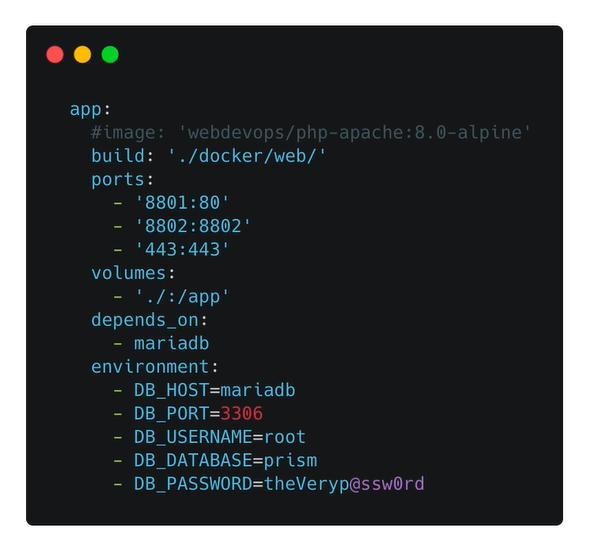 app:
  #image: 'webdevops/php-apache:8.0-alpine'
  build: './docker/web/'
  ports:
    - '8801:80'
    - '8802:8802'
    - '443:443'
  volumes:
    - './:/app'
  depends_on:
    - mariadb
  environment:
    - DB_HOST=mariadb
    - DB_PORT=3306
    - DB_USERNAME=root
    - DB_DATABASE=prism
    - DB_PASSWORD=theVeryp@ssw0rd